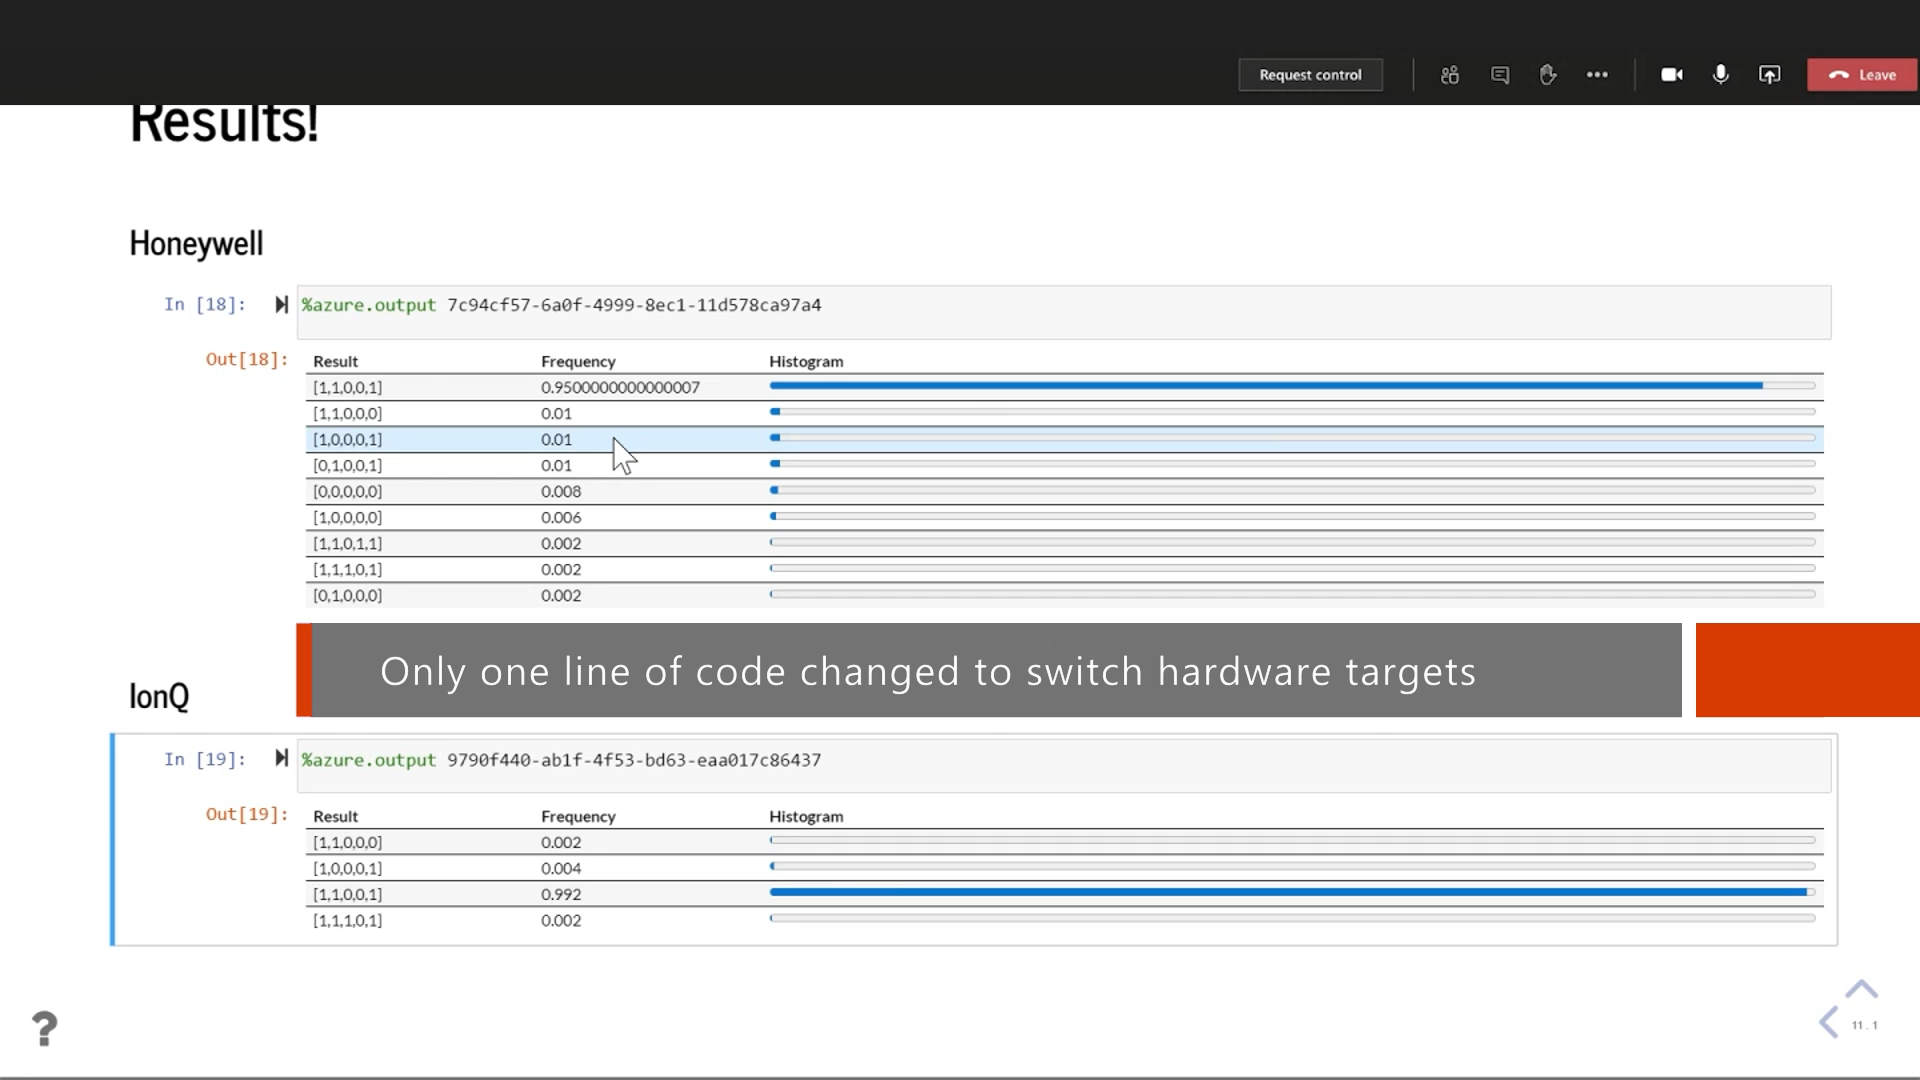 Request control
Leave
Results!
Honeywell
In [18]: %azure.output 7c94cf57-6a0f-4999-8ec1-11d578ca97a4
Out[18]: Result Frequency Histogram
[1,1,0,0,1] 0.9500000000000007
[1,1,0,0,0] 0.01
[1,0,0,0,1] 0.01
[0,1,0,0,1] 0.01
[0,0,0,0,0] 0.008
[1,0,0,0,0] 0.006
[1,1,0,1,1] 0.002
[1,1,1,0,1] 0.002
[0,1,0,0,0] 0.002
Only one line of code changed to switch hardware targets
IonQ
In [19]: %azure.output 9790f440-ab1f-4f53-bd63-eaa017c86437
Out[19]: Result Frequency Histogram
[1,1,0,0,0] 0.002
[1,0,0,0,1] 0.004
[1,1,0,0,1] 0.992
[1,1,1,0,1] 0.002
?
11.1